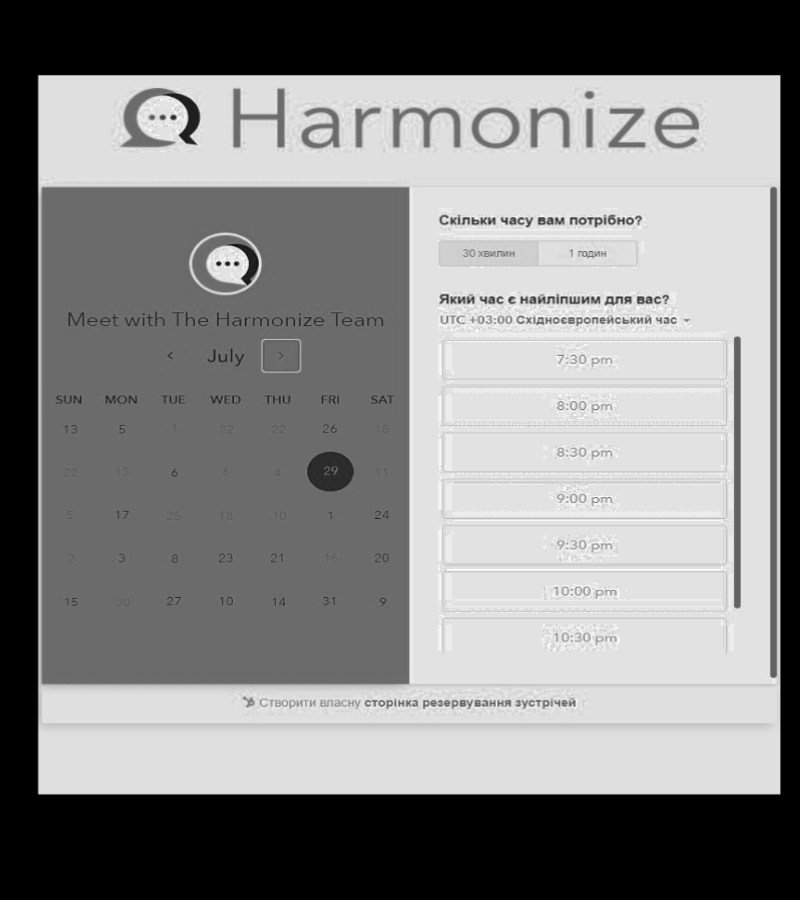 Harmonize
Meet with The Harmonize Team
July
SUN MON TUE WED THU FRI SAT
13 5 1 22 22 26 18
22 13 6 6 4 29 11
5 17 25 18 10 1 24
2 3 8 23 21 16 20
15 30 27 10 14 31 9
Скільки часу вам потрібно?
30 хвилин 1 годин
Який час є найліпшим для вас?
UTC +03:00 Східноєвропейський час
7:30 pm
8:00 pm
8:30 pm
9:00 pm
9:30 pm
10:00 pm
10:30 pm
Створити власну сторінка резервування зустрічей